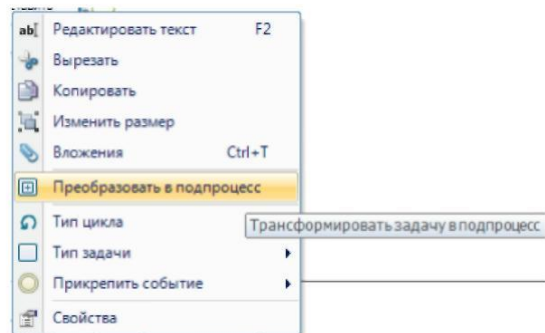 ab Редактировать текст F2
Вырезать
Копировать
Изменить размер
Вложения Ctrl+T
Преобразовать в подпроцесс
Тип цикла
Трансформировать задачу в подпроцесс
Тип задачи
Прикрепить событие
Свойства